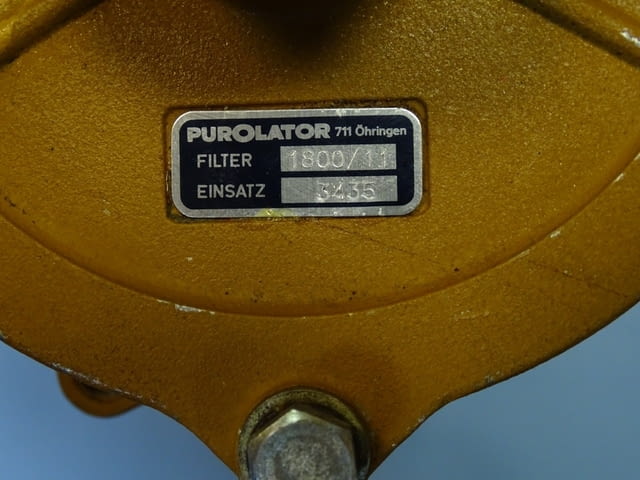 PUROLATOR 711 Öhringen
FILTER 1800/11
EINSATZ 3435